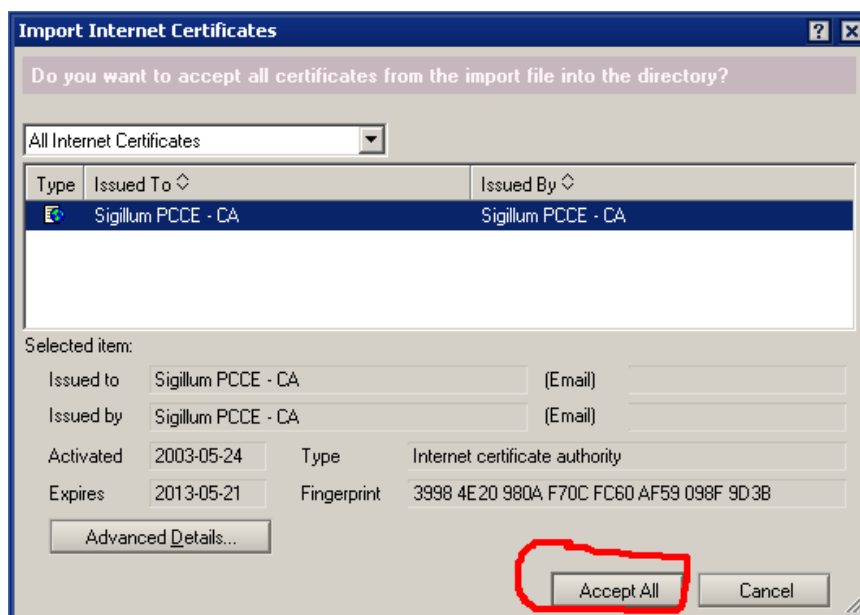 Import Internet Certificates
Do you want to accept all certificates from the import file into the directory?
All Internet Certificates
Type Issued To Issued By
Sigillum PCCE - CA Sigillum PCCE - CA
Selected item:
Issued to Sigillum PCCE - CA (Email)
Issued by Sigillum PCCE - CA (Email)
Activated 2003-05-24 Type Internet certificate authority
Expires 2013-05-21 Fingerprint 3998 4E20 980A F70C FC60 AF59 098F 9D3B
Advanced Details...
Accept All Cancel